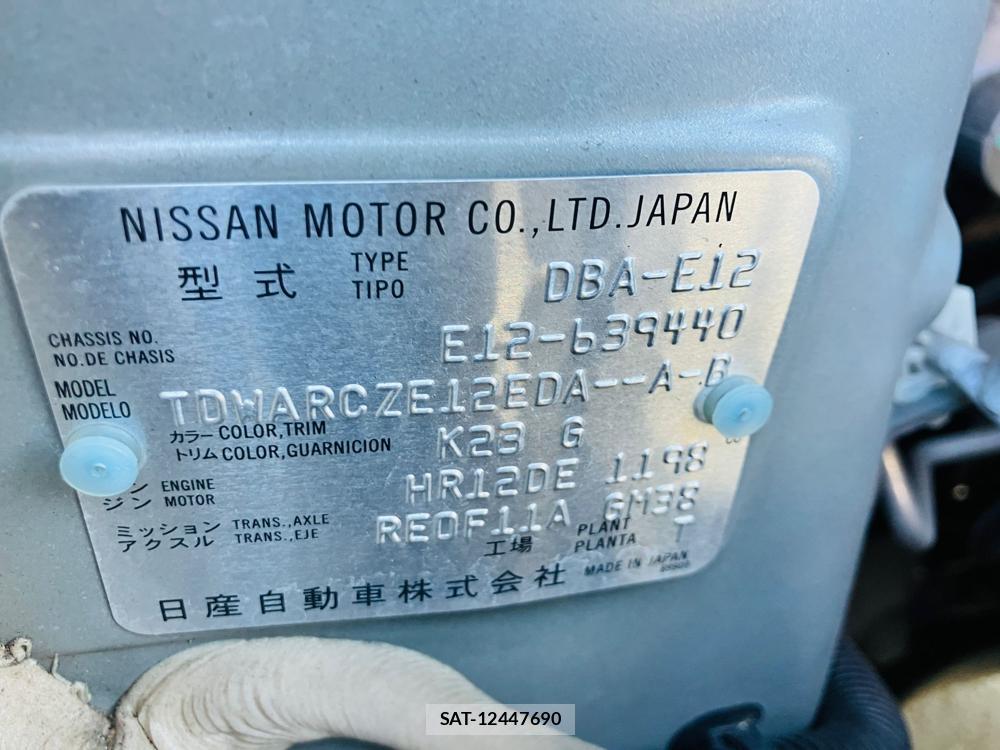 NISSAN MOTOR CO.,LTD. JAPAN
型式 TYPE TIPO DBA-E12
CHASSIS NO. NO.DE CHASIS E12-639440
MODEL MODELO TDWARCZE12EDA--A-B
カラー COLOR,TRIM
トリム COLOR,GUARNICION K23 G
ENGINE
ジン MOTOR HR12DE 1198
ミッション TRANS.,AXLE
アクスル TRANS.,EJE RE0F11A GM38
工場 PLANT PLANTA T
日産自動車株式会社 MADE IN JAPAN
SAT-12447690